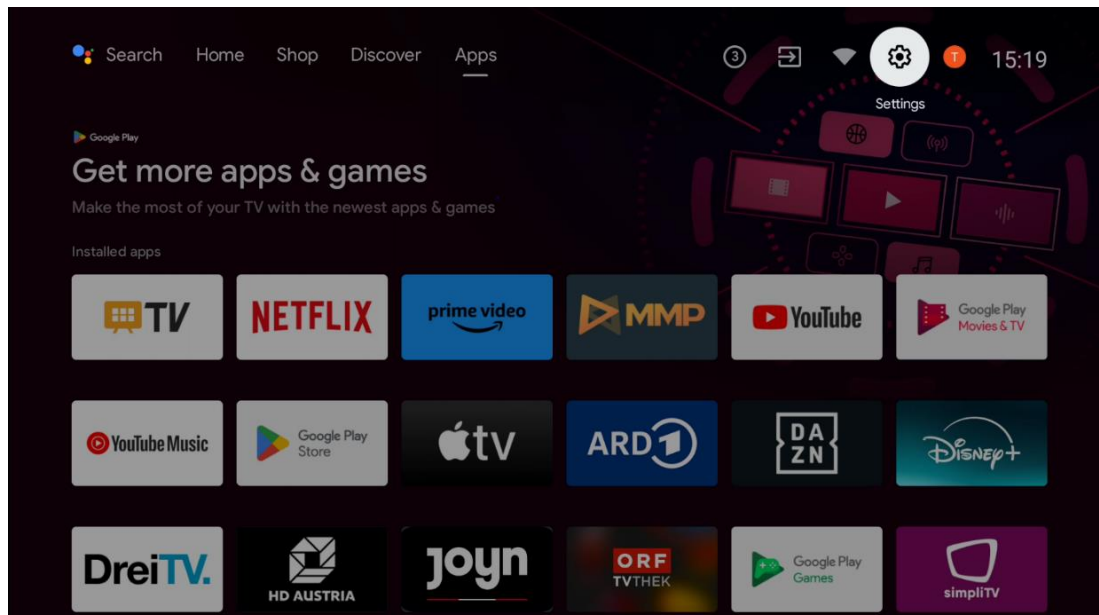 Search Home Shop Discover Apps 3 T 15:19
Settings
Google Play
Get more apps & games
Make the most of your TV with the newest apps & games
Installed apps
TV NETFLIX prime video MMP YouTube Google Play Movies & TV
YouTube Music Google Play Store tv ARD 1 DAZN Disney+
DreiTV. HD AUSTRIA Joyn ORF TVTHEK Google Play Games simpliTV